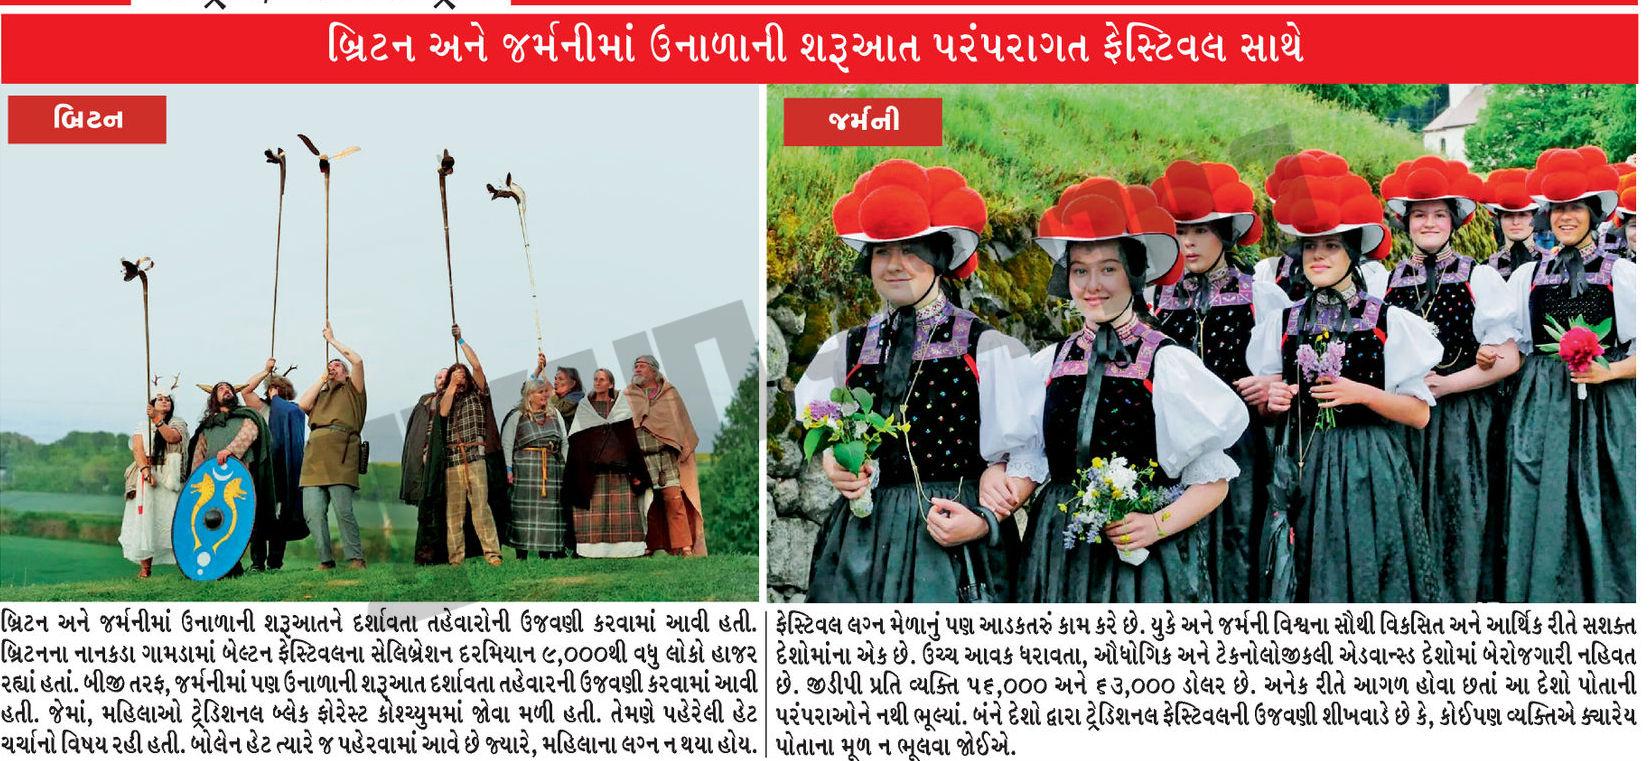 બ્રિટન અને જર્મનીમાં ઉનાળાની શરૂઆત પરંપરાગત ફેસ્ટિવલ સાથે
બ્રિટન
જર્મની
બ્રિટન અને જર્મનીમાં ઉનાળાની શરૂઆતને દર્શાવતા તહેવારોની ઉજવણી કરવામાં આવી હતી.
બ્રિટનના નાનકડા ગામડામાં બેલ્ટન ફેસ્ટિવલના સેલિબ્રેશન દરમિયાન ૯,૦૦૦થી વધુ લોકો હાજર
રહ્યાં હતાં. બીજી તરફ, જર્મનીમાં પણ ઉનાળાની શરૂઆત દર્શાવતા તહેવારની ઉજવણી કરવામાં આવી
હતી. જેમાં, મહિલાઓ ટ્રેડિશનલ બ્લેક ફોરેસ્ટ કોશ્ચ્યુમમાં જોવા મળી હતી. તેમણે પહેરેલી હેટ
ચર્ચાનો વિષય રહી હતી. બોલેન હેટ ત્યારે જ પહેરવામાં આવે છે જ્યારે, મહિલાના લગ્ન ન થયા હોય.
ફેસ્ટિવલ લગ્ન મેળાનું પણ આડકતરું કામ કરે છે. યુકે અને જર્મની વિશ્વના સૌથી વિકસિત અને આર્થિક રીતે સશક્ત
દેશોમાંના એક છે. ઉચ્ચ આવક ધરાવતા, ઔધોગિક અને ટેકનોલોજીકલી એડવાન્સ્ડ દેશોમાં બેરોજગારી નહિવત
છે. જીડીપી પ્રતિ વ્યક્તિ ૫૬,૦૦૦ અને ૬૩,૦૦૦ ડોલર છે. અનેક રીતે આગળ હોવા છતાં આ દેશો પોતાની
પરંપરાઓને નથી ભૂલ્યાં. બંને દેશો દ્વારા ટ્રેડિશનલ ફેસ્ટિવલની ઉજવણી શીખવાડે છે કે, કોઈપણ વ્યક્તિએ ક્યારેય
પોતાના મૂળ ન ભૂલવા જોઈએ.